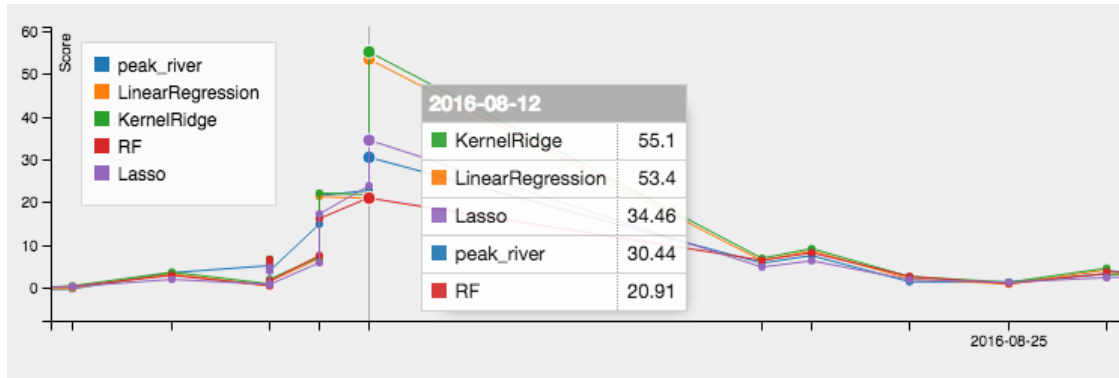 60
Score
50
40
30
20
10
0
peak_river
LinearRegression
KernelRidge
RF
Lasso
2016-08-12
KernelRidge 55.1
LinearRegression 53.4
Lasso 34.46
peak_river 30.44
RF 20.91
2016-08-25